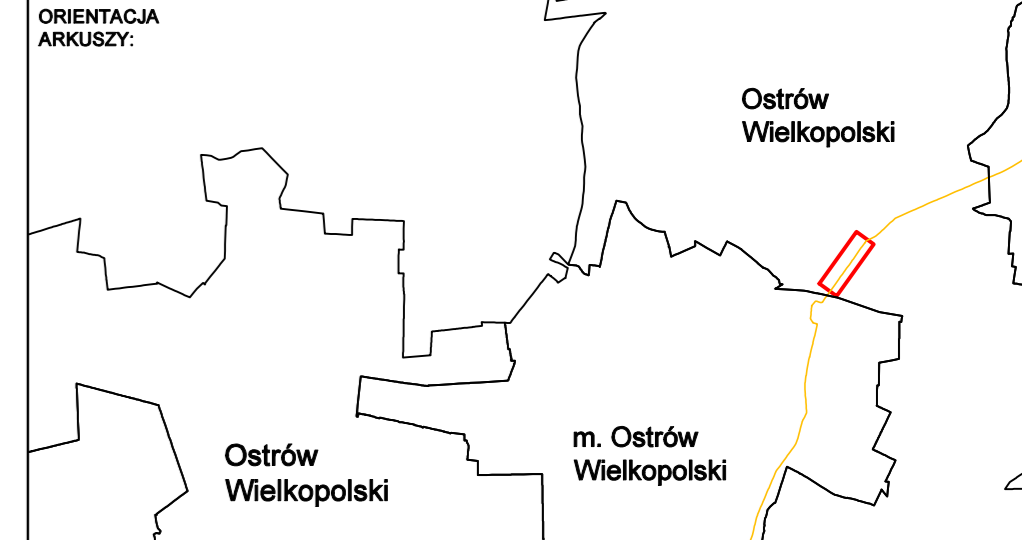 ORIENTACJA
ARKUSZY:
Ostrów
Wielkopolski
m. Ostrów
Wielkopolski
Ostrów
Wielkopolski